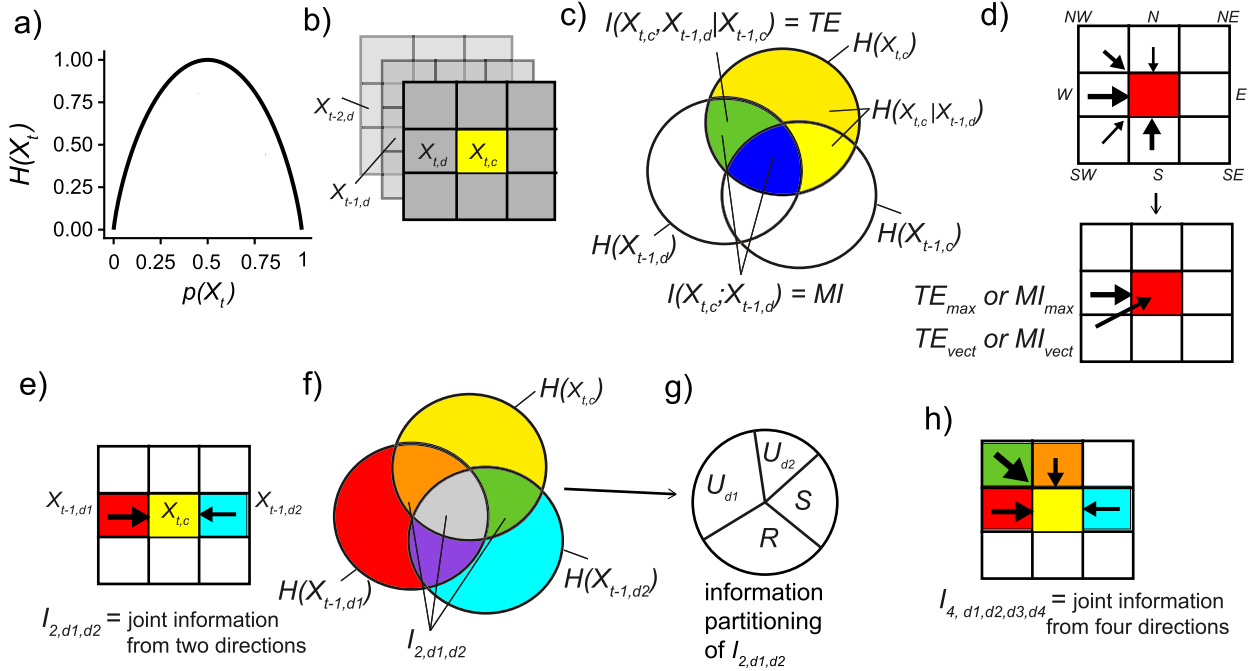 a)
H(Xt)
1.00
0.75
0.50
0.25
0.00
0 0.25 0.5 0.75 1
p(Xt)
b)
Xt-2,d
Xt-1,d
Xt,d
Xt,c
c)
I(Xt,c,Xt-1,d|Xt-1,c) = TE
H(Xt,c)
H(Xt,c|Xt-1,d)
H(Xt-1,d)
H(Xt-1,c)
I(Xt,c;Xt-1,d) = MI
d)
NW N NE
W E
SW S SE
TEmax or MImax
TEvect or MIvect
e)
Xt-1,d1
Xt,c
Xt-1,d2
I2,d1,d2 = joint information
from two directions
f)
H(Xt,c)
H(Xt-1,d1)
H(Xt-1,d2)
I2,d1,d2
g)
Ud1
Ud2
S
R
information
partitioning
of I2,d1,d2
h)
I4, d1,d2,d3,d4 = joint information
from four directions